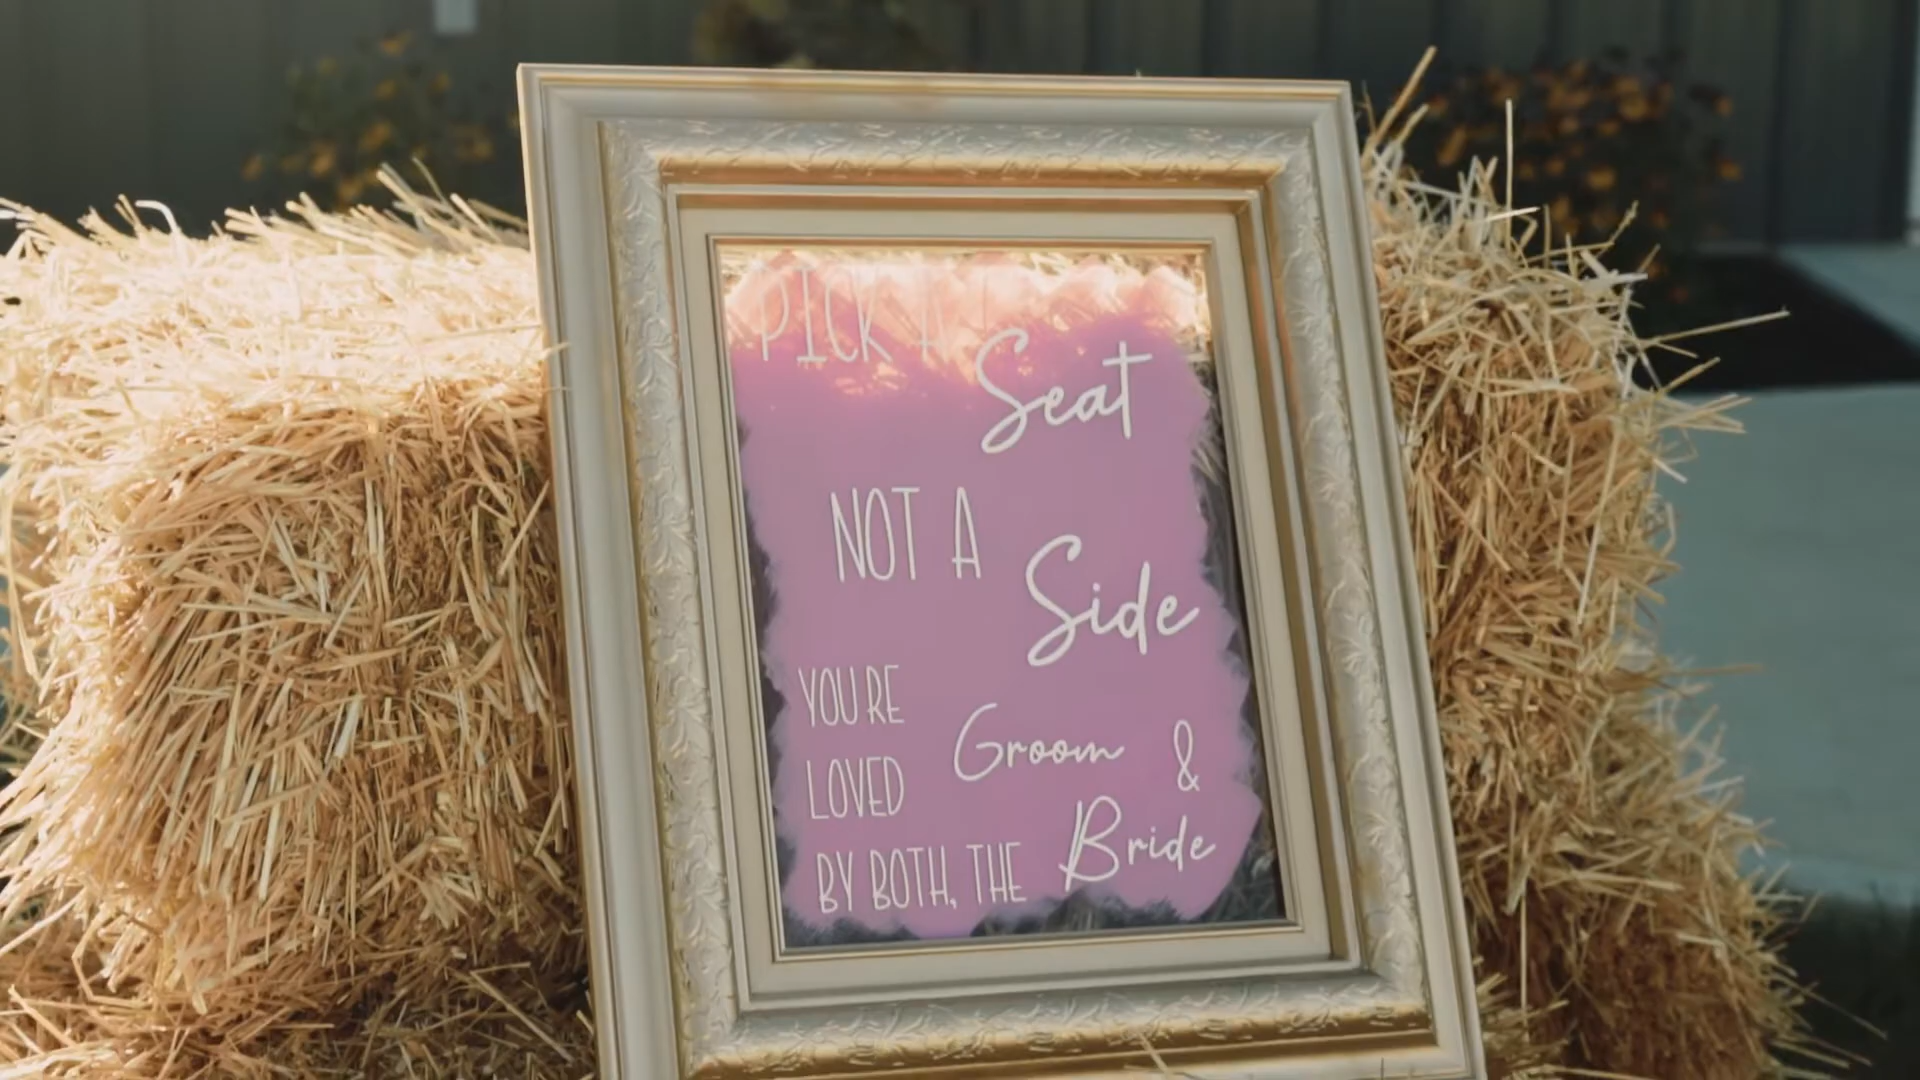 PICK A Seat
NOT A
Side
YOU'RE
LOVED Groom &
BY BOTH, THE Bride